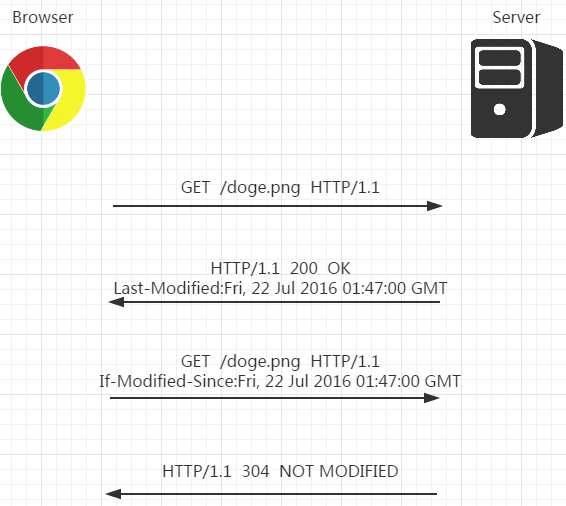 Browser
Server
GET /doge.png HTTP/1.1
HTTP/1.1 200 OK
Last-Modified:Fri, 22 Jul 2016 01:47:00 GMT
GET /doge.png HTTP/1.1
If-Modified-Since:Fri, 22 Jul 2016 01:47:00 GMT
HTTP/1.1 304 NOT MODIFIED